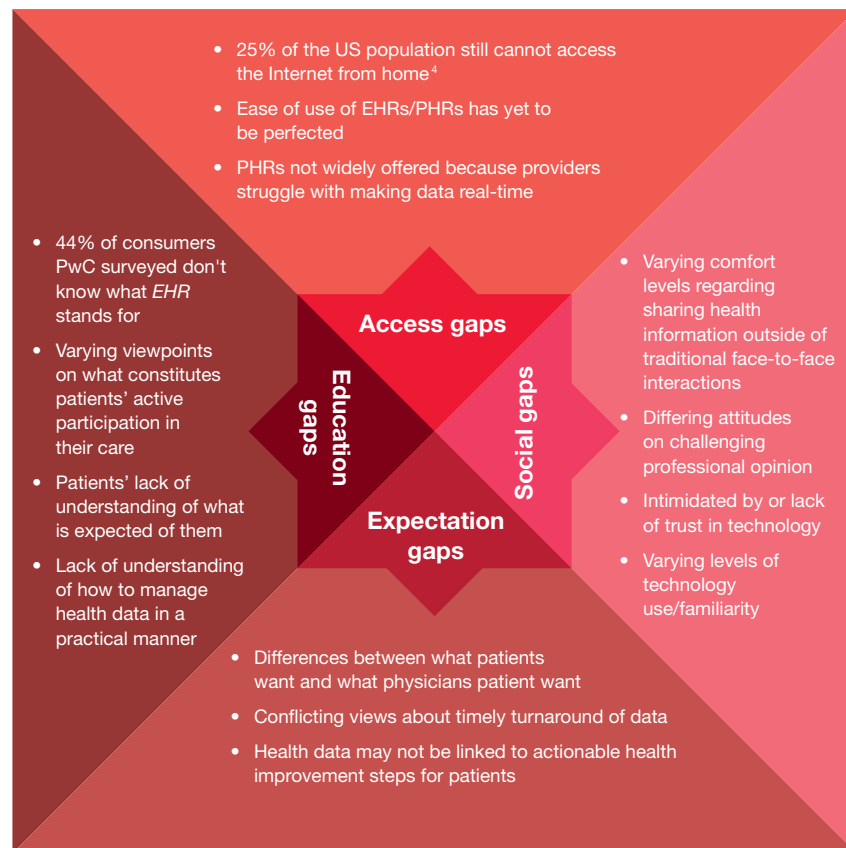 • 25% of the US population still cannot access
the Internet from home4
• Ease of use of EHRs/PHRs has yet to
be perfected
• PHRs not widely offered because providers
struggle with making data real-time
• 44% of consumers
PwC surveyed don't
know what EHR
stands for
• Varying viewpoints
on what constitutes
patients' active
participation in
their care
• Patients' lack of
understanding of what
is expected of them
• Lack of understanding
of how to manage
health data in a
practical manner
Access gaps
Education
gaps
Social gaps
Expectation
gaps
• Varying comfort
levels regarding
sharing health
information outside of
traditional face-to-face
interactions
• Differing attitudes
on challenging
professional opinion
• Intimidated by or lack
of trust in technology
• Varying levels of
technology
use/familiarity
• Differences between what patients
want and what physicians patient want
• Conflicting views about timely turnaround of data
• Health data may not be linked to actionable health
improvement steps for patients